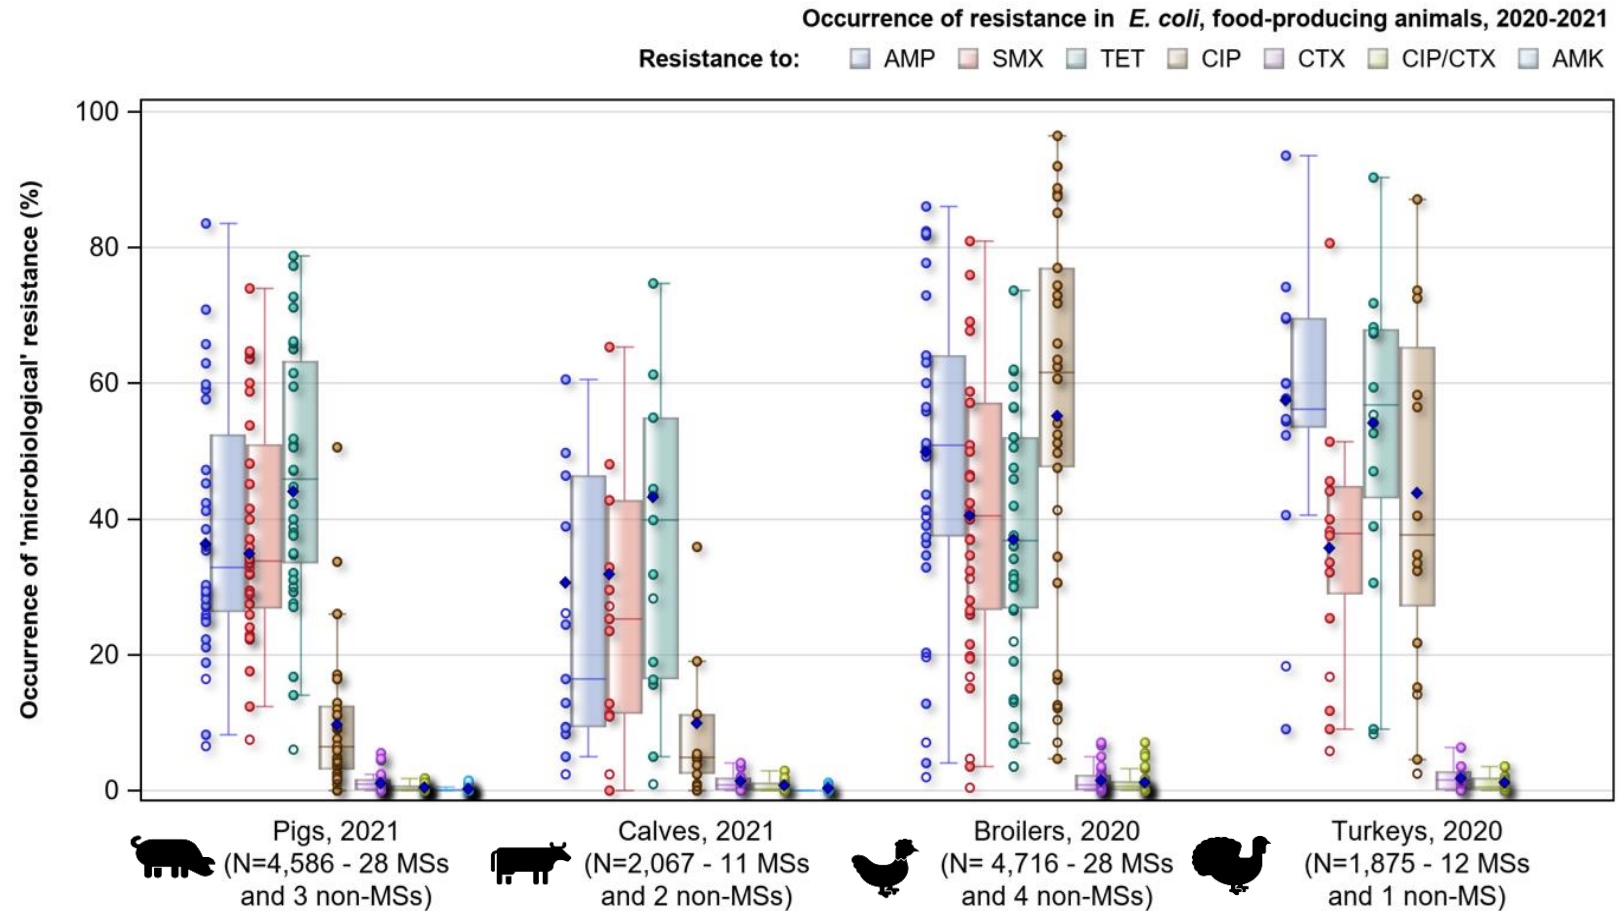 Occurrence of resistance in E. coli, food-producing animals, 2020-2021
Resistance to: AMP SMX TET CIP CTX CIP/CTX AMK
Occurrence of 'microbiological' resistance (%)
100
80
60
40
20
0
Pigs, 2021
(N=4,586 - 28 MSs
and 3 non-MSs)
Calves, 2021
(N=2,067 - 11 MSs
and 2 non-MSs)
Broilers, 2020
(N= 4,716 - 28 MSs
and 4 non-MSs)
Turkeys, 2020
(N=1,875 - 12 MSs
and 1 non-MS)